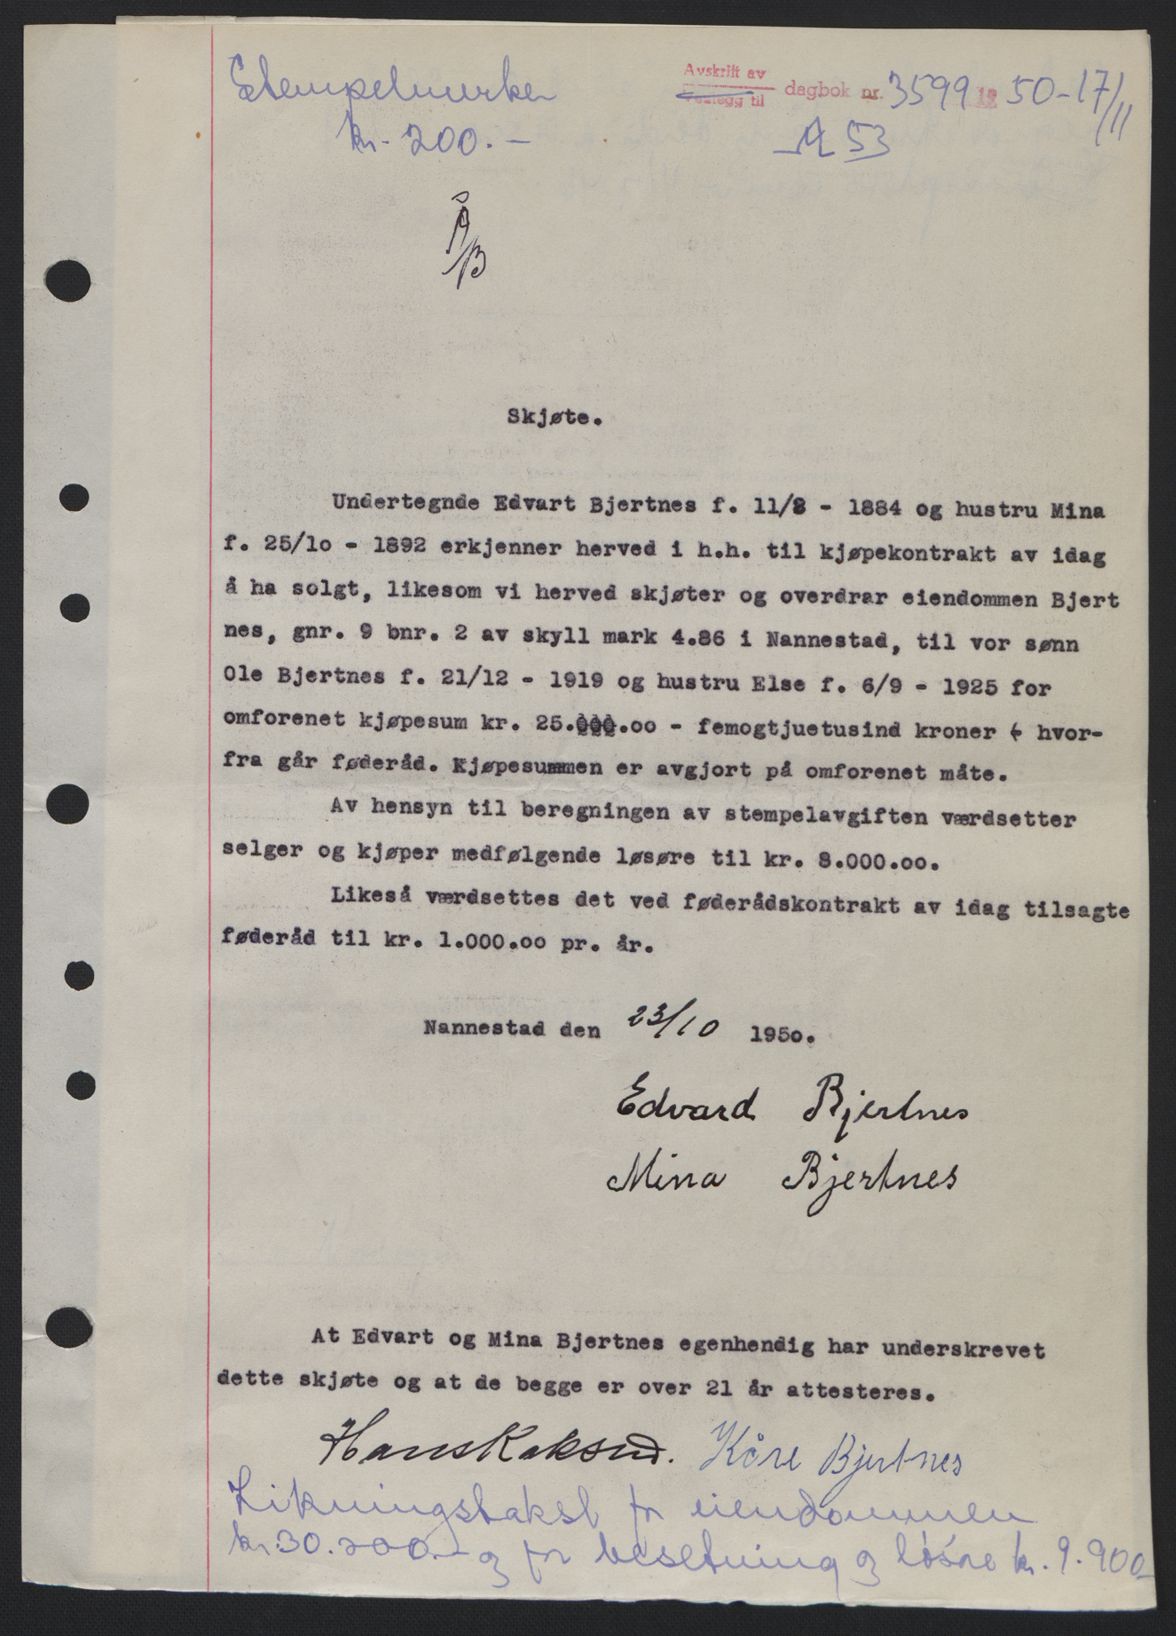 Stempelmerker
kr. 200.-
Avskrift av
Vedlegg til
dagbok nr. 3599 19 50-17/11
A 53
Å/B
Skjøte.
Undertegnde Edvart Bjertnes f. 11/8 - 1884 og hustru Mina
f. 25/1o - 1892 erkjenner herved i h.h. til kjøpekontrakt av idag
å ha solgt, likesom vi herved skjøter og overdrar eiendommen Bjert
nes, gnr. 9 bnr. 2 av skyll mark 4.86 i Nannestad, til vor sønn
Ole Bjertnes f. 21/12 - 1919 og hustru Else f. 6/9 - 1925 for
omforenet kjøpesum kr. 25.000.oo - femogtjuetusind kroner - hvor-
fra går føderåd. Kjøpesummen er avgjort på omforenet måte.
Av hensyn til beregningen av stempelavgiften værdsetter
selger og kjøper medfølgende løsøre til kr. 8.000.oo.
Likeså værdsettes det ved føderådskontrakt av idag tilsagte
føderåd til kr. 1.000.oo pr. år.
Nannestad den 23/10 195o.
Edvard Bjertnes
Mina Bjertnes
At Edvart og Mina Bjertnes egenhendig har underskrevet
dette skjøte og at de begge er over 21 år attesteres.
Hans Kåre Bjertnes
Likningstakst for eiendommen
kr. 30.200.- og for besetning og løsøre kr. 9.900-